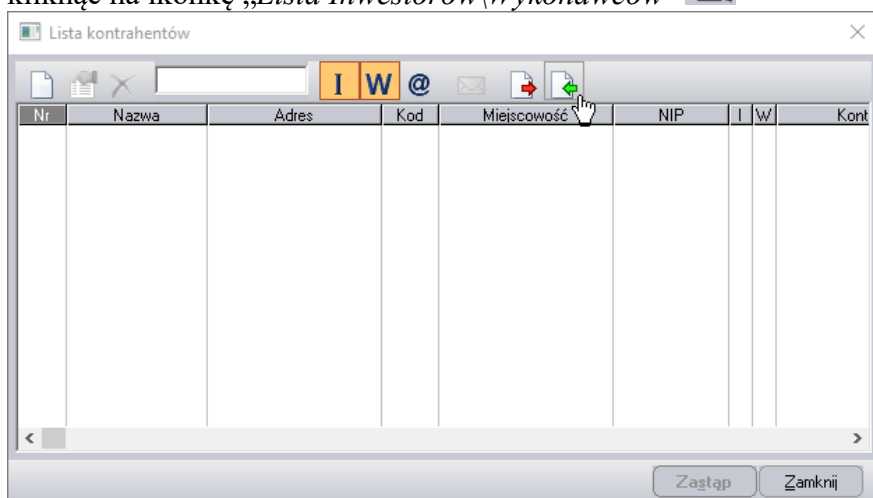 kliknąć na ikonkę „Lista Inwestorów\Wykonawców”
Lista kontrahentów
I W @
Nr Nazwa Adres Kod Miejscowość NIP I W Kont
Zastąp Zamknij